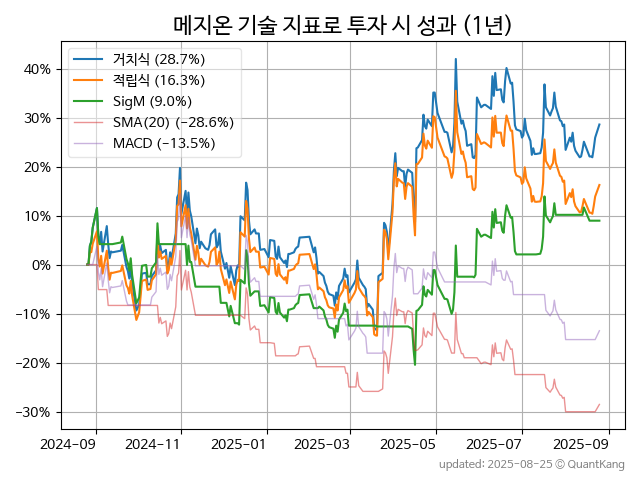 메지온 기술 지표로 투자 시 성과 (1년)
거치식 (28.7%)
적립식 (16.3%)
SigM (9.0%)
SMA(20) (−28.6%)
MACD (−13.5%)
40%
30%
20%
10%
0%
−10%
−20%
−30%
2024-09
2024-11
2025-01
2025-03
2025-05
2025-07
2025-09
updated: 2025-08-25 © QuantKang